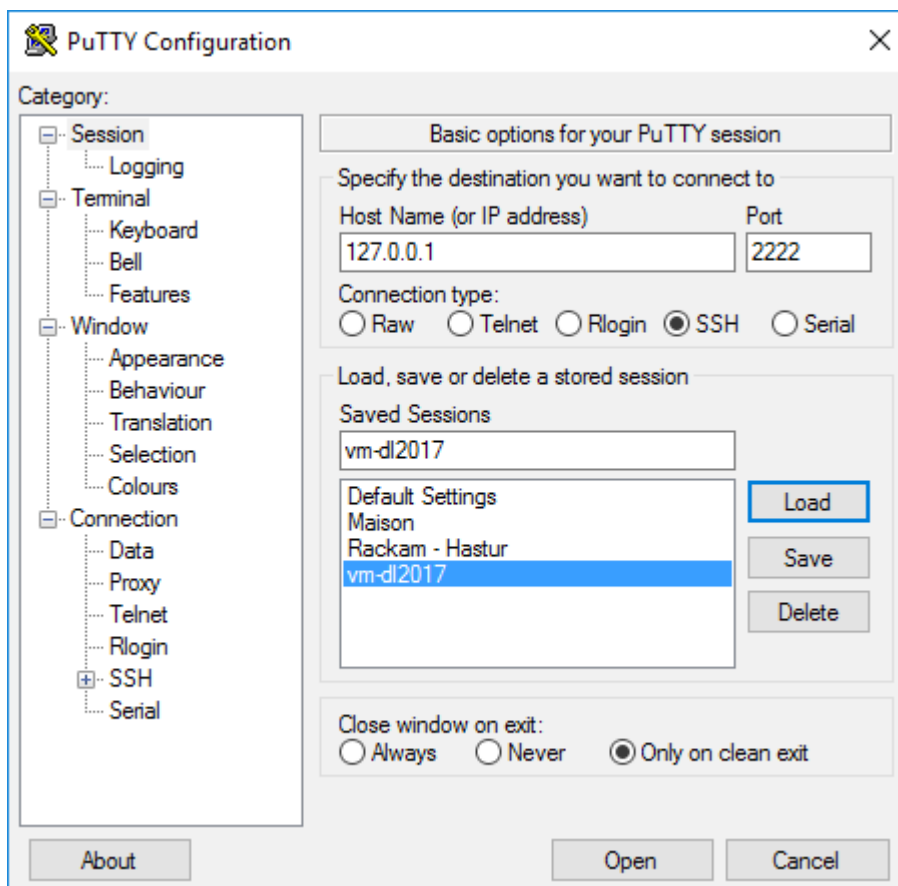 PuTTY Configuration
Category:
Session
Logging
Terminal
Keyboard
Bell
Features
Window
Appearance
Behaviour
Translation
Selection
Colours
Connection
Data
Proxy
Telnet
Rlogin
SSH
Serial
Basic options for your PuTTY session
Specify the destination you want to connect to
Host Name (or IP address) Port
127.0.0.1 2222
Connection type:
Raw Telnet Rlogin SSH Serial
Load, save or delete a stored session
Saved Sessions
vm-dl2017
Default Settings
Maison
Rackam - Hastur
vm-dl2017
Load
Save
Delete
Close window on exit:
Always Never Only on clean exit
About Open Cancel